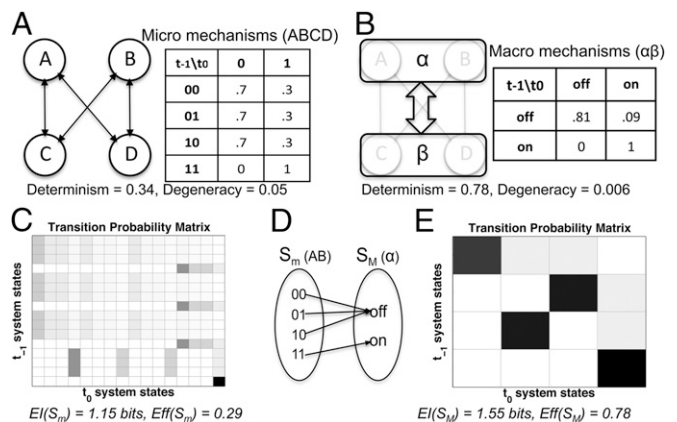 A
Micro mechanisms (ABCD)
A B
C D
t-1\t0 0 1
00 .7 .3
01 .7 .3
10 .7 .3
11 0 1
Determinism = 0.34, Degeneracy = 0.05
B
Macro mechanisms (αβ)
A B
α
C D
β
t-1\t0 off on
off .81 .09
on 0 1
Determinism = 0.78, Degeneracy = 0.006
C
Transition Probability Matrix
t₋₁ system states
t₀ system states
EI(Sₘ) = 1.15 bits, Eff(Sₘ) = 0.29
D
Sₘ (AB) S_M (α)
00
01 off
10
11 on
E
Transition Probability Matrix
t₋₁ system states
t₀ system states
EI(S_M) = 1.55 bits, Eff(S_M) = 0.78